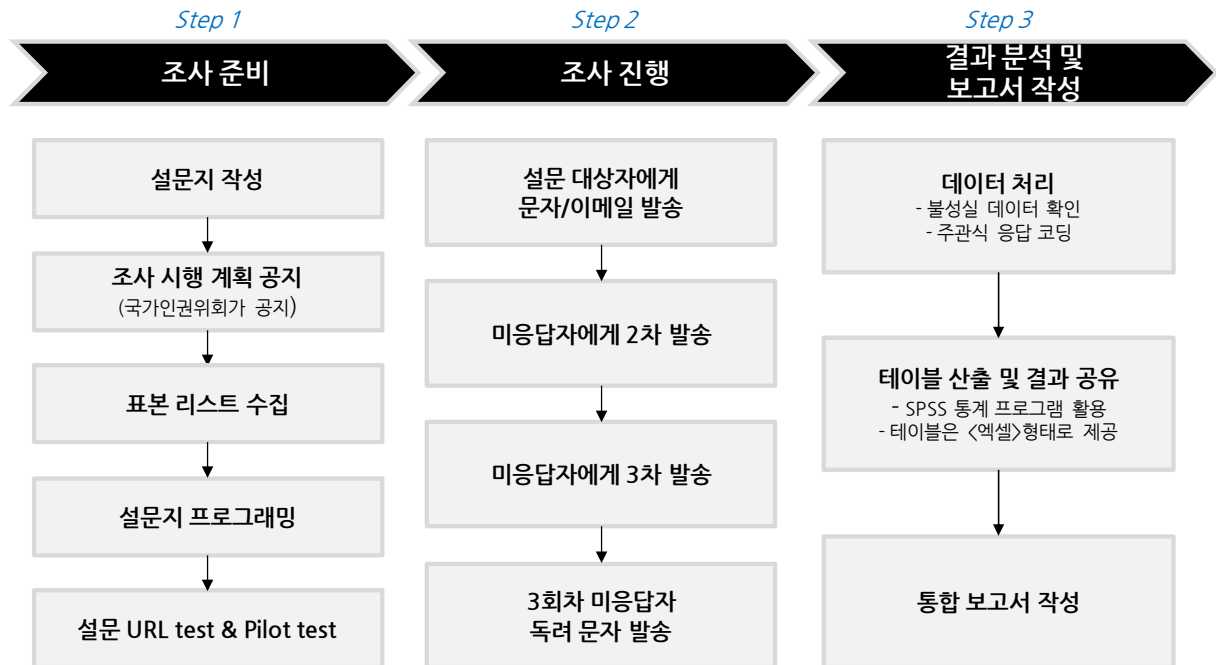 Step 1
조사 준비
설문지 작성
조사 시행 계획 공지
(국가인권위회가 공지)
표본 리스트 수집
설문지 프로그래밍
설문 URL test & Pilot test
Step 2
조사 진행
설문 대상자에게
문자/이메일 발송
미응답자에게 2차 발송
미응답자에게 3차 발송
3회차 미응답자
독려 문자 발송
Step 3
결과 분석 및
보고서 작성
데이터 처리
- 불성실 데이터 확인
- 주관식 응답 코딩
테이블 산출 및 결과 공유
- SPSS 통계 프로그램 활용
- 테이블은 <엑셀>형태로 제공
통합 보고서 작성